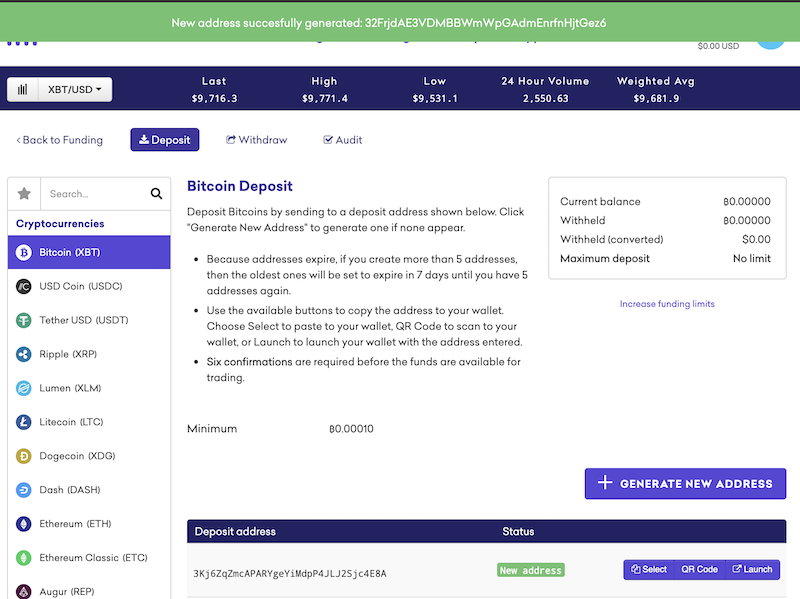 New address succesfully generated: 32FrjdAE3VDMBBWmWpGAdmEnrfnHjtGez6
$0.00 USD
XBT/USD
Last High Low 24 Hour Volume Weighted Avg
$9,716.3 $9,771.4 $9,531.1 2,550.63 $9,681.9
Back to Funding Deposit Withdraw Audit
Search...
Cryptocurrencies
Bitcoin (XBT)
USD Coin (USDC)
Tether USD (USDT)
Ripple (XRP)
Lumen (XLM)
Litecoin (LTC)
Dogecoin (XDG)
Dash (DASH)
Ethereum (ETH)
Ethereum Classic (ETC)
Augur (REP)
Bitcoin Deposit
Deposit Bitcoins by sending to a deposit address shown below. Click
"Generate New Address" to generate one if none appear.
• Because addresses expire, if you create more than 5 addresses,
then the oldest ones will be set to expire in 7 days until you have 5
addresses again.
• Use the available buttons to copy the address to your wallet.
Choose Select to paste to your wallet, QR Code to scan to your
wallet, or Launch to launch your wallet with the address entered.
• Six confirmations are required before the funds are available for
trading.
Minimum ฿0.00010
Current balance ฿0.00000
Withheld ฿0.00000
Withheld (converted) $0.00
Maximum deposit No limit
Increase funding limits
GENERATE NEW ADDRESS
Deposit address Status
3Kj6ZqZmcAPARYgeYiMdpP4JLJ2Sjc4E8A New address Select QR Code Launch